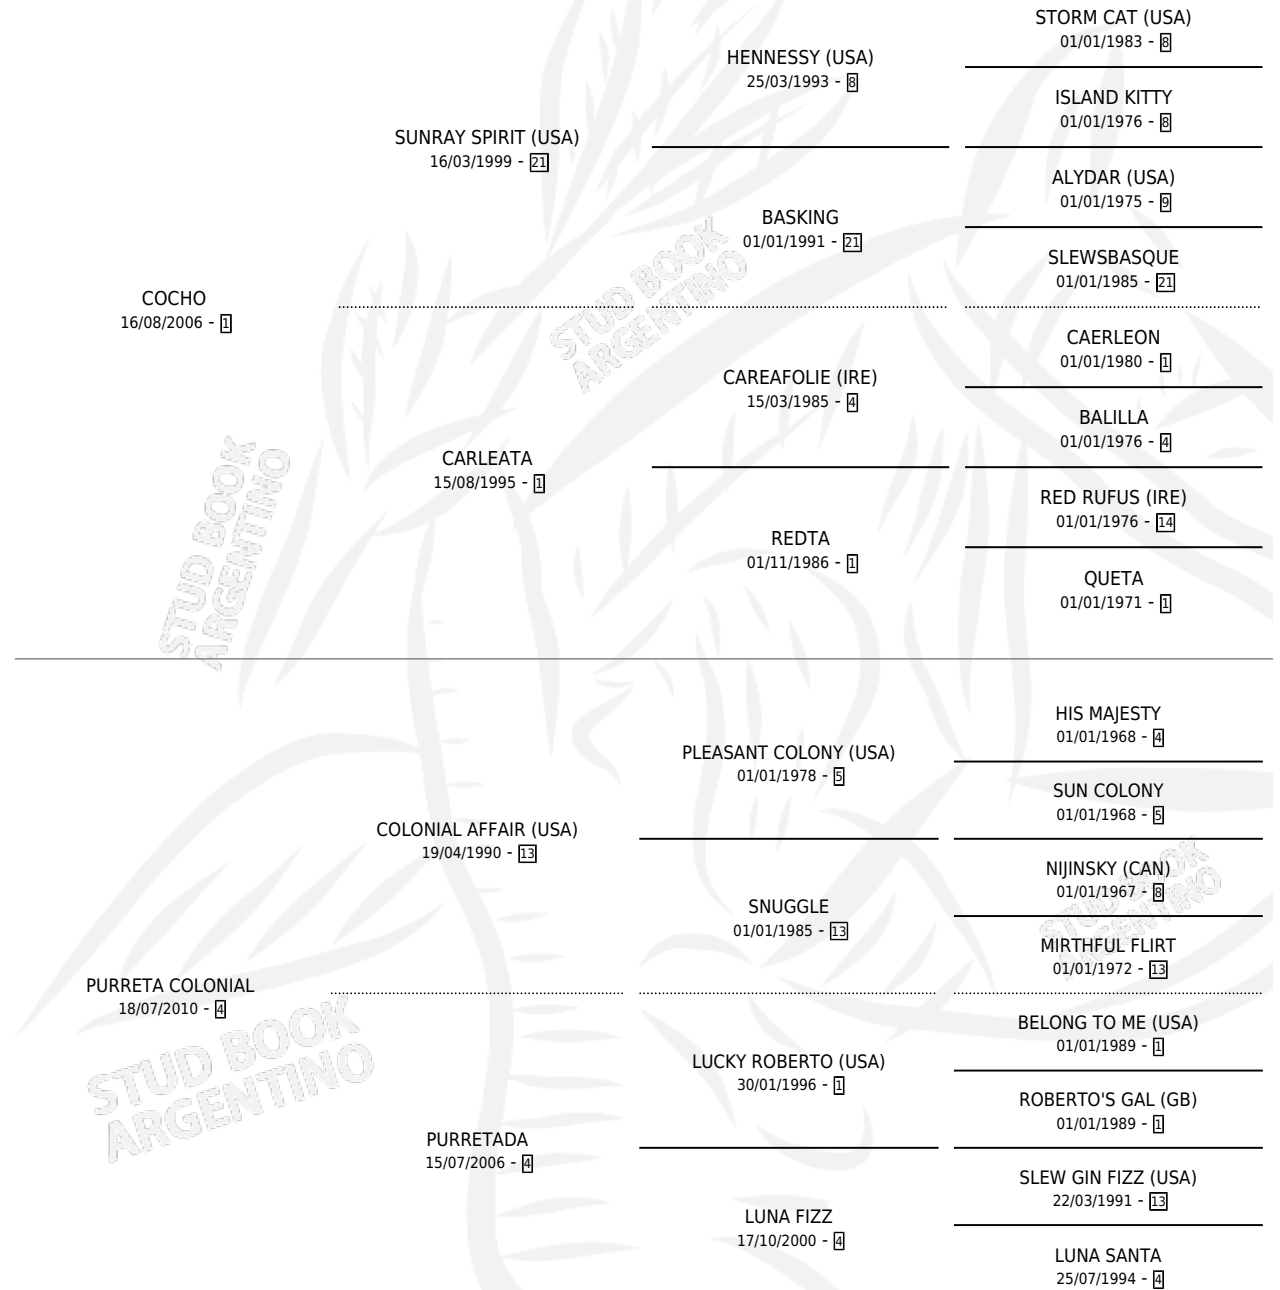 STORM CAT (USA)
01/01/1983 - 8
HENNESSY (USA)
25/03/1993 - 8
ISLAND KITTY
01/01/1976 - 8
SUNRAY SPIRIT (USA)
16/03/1999 - 21
ALYDAR (USA)
01/01/1975 - 9
BASKING
01/01/1991 - 21
SLEWSBASQUE
01/01/1985 - 21
COCHO
16/08/2006 - 1
CAERLEON
01/01/1980 - 1
CAREAFOLIE (IRE)
15/03/1985 - 4
BALILLA
01/01/1976 - 4
CARLEATA
15/08/1995 - 1
RED RUFUS (IRE)
01/01/1976 - 14
REDTA
01/11/1986 - 1
QUETA
01/01/1971 - 1
HIS MAJESTY
01/01/1968 - 4
PLEASANT COLONY (USA)
01/01/1978 - 5
SUN COLONY
01/01/1968 - 5
COLONIAL AFFAIR (USA)
19/04/1990 - 13
NIJINSKY (CAN)
01/01/1967 - 8
SNUGGLE
01/01/1985 - 13
MIRTHFUL FLIRT
01/01/1972 - 13
PURRETA COLONIAL
18/07/2010 - 4
BELONG TO ME (USA)
01/01/1989 - 1
LUCKY ROBERTO (USA)
30/01/1996 - 1
ROBERTO'S GAL (GB)
01/01/1989 - 1
PURRETADA
15/07/2006 - 4
SLEW GIN FIZZ (USA)
22/03/1991 - 13
LUNA FIZZ
17/10/2000 - 4
LUNA SANTA
25/07/1994 - 4
STUD BOOK
ARGENTINO
STUD BOOK
ARGENTINO
STUD BOOK
ARGENTINO
STUD BOOK
ARGENTINO